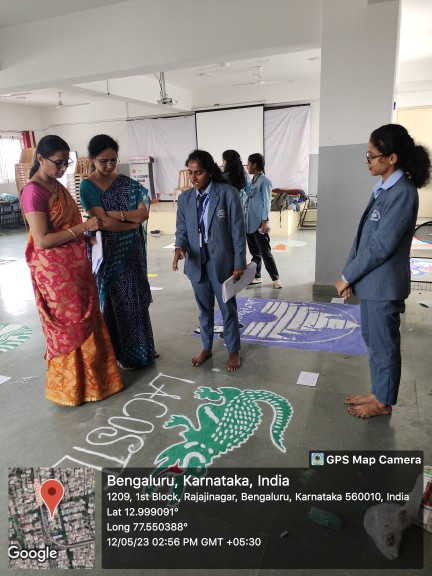 LACOSTE
GPS Map Camera
Bengaluru, Karnataka, India
1209, 1st Block, Rajajinagar, Bengaluru, Karnataka 560010, India
Lat 12.999091°
Long 77.550388°
12/05/23 02:56 PM GMT +05:30
Google